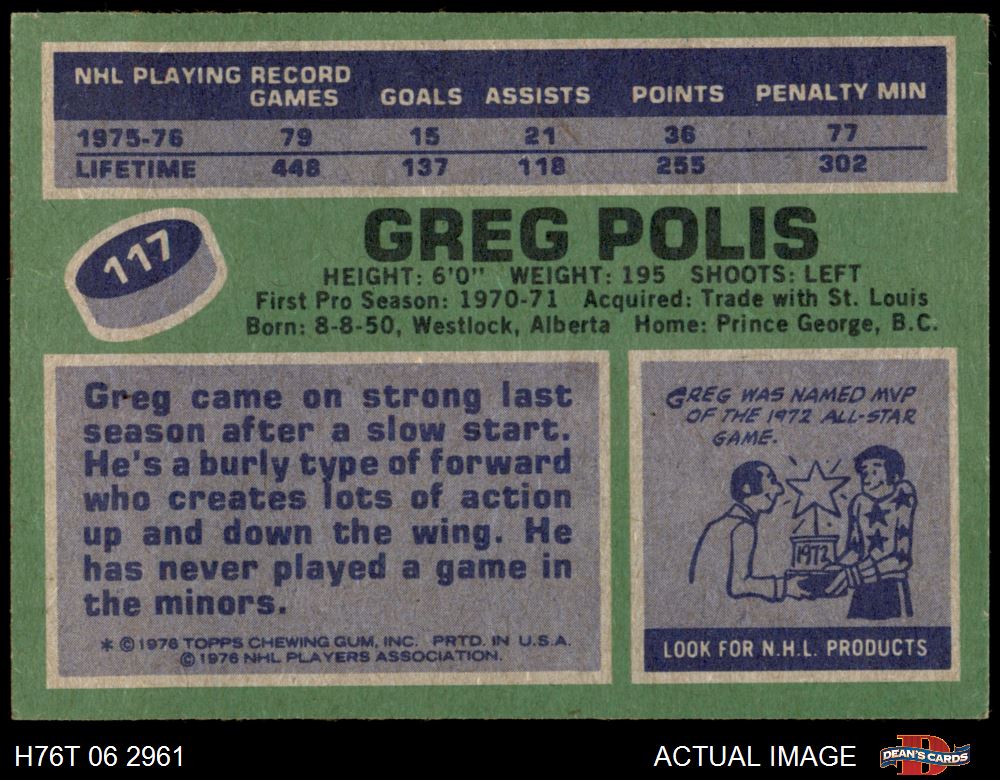 NHL PLAYING RECORD
GAMES GOALS ASSISTS POINTS PENALTY MIN
1975-76 79 15 21 36 77
LIFETIME 448 137 118 255 302
117
GREG POLIS
HEIGHT: 6'0" WEIGHT: 195 SHOOTS: LEFT
First Pro Season: 1970-71 Acquired: Trade with St. Louis
Born: 8-8-50, Westlock, Alberta Home: Prince George, B.C.
Greg came on strong last
season after a slow start.
He's a burly type of forward
who creates lots of action
up and down the wing. He
has never played a game in
the minors.
* © 1976 TOPPS CHEWING GUM, INC. PRTD. IN U.S.A.
© 1976 NHL PLAYERS ASSOCIATION.
GREG WAS NAMED MVP
OF THE 1972 ALL-STAR
GAME.
1972
LOOK FOR N.H.L. PRODUCTS
H76T 06 2961 ACTUAL IMAGE
DEAN'S CARDS